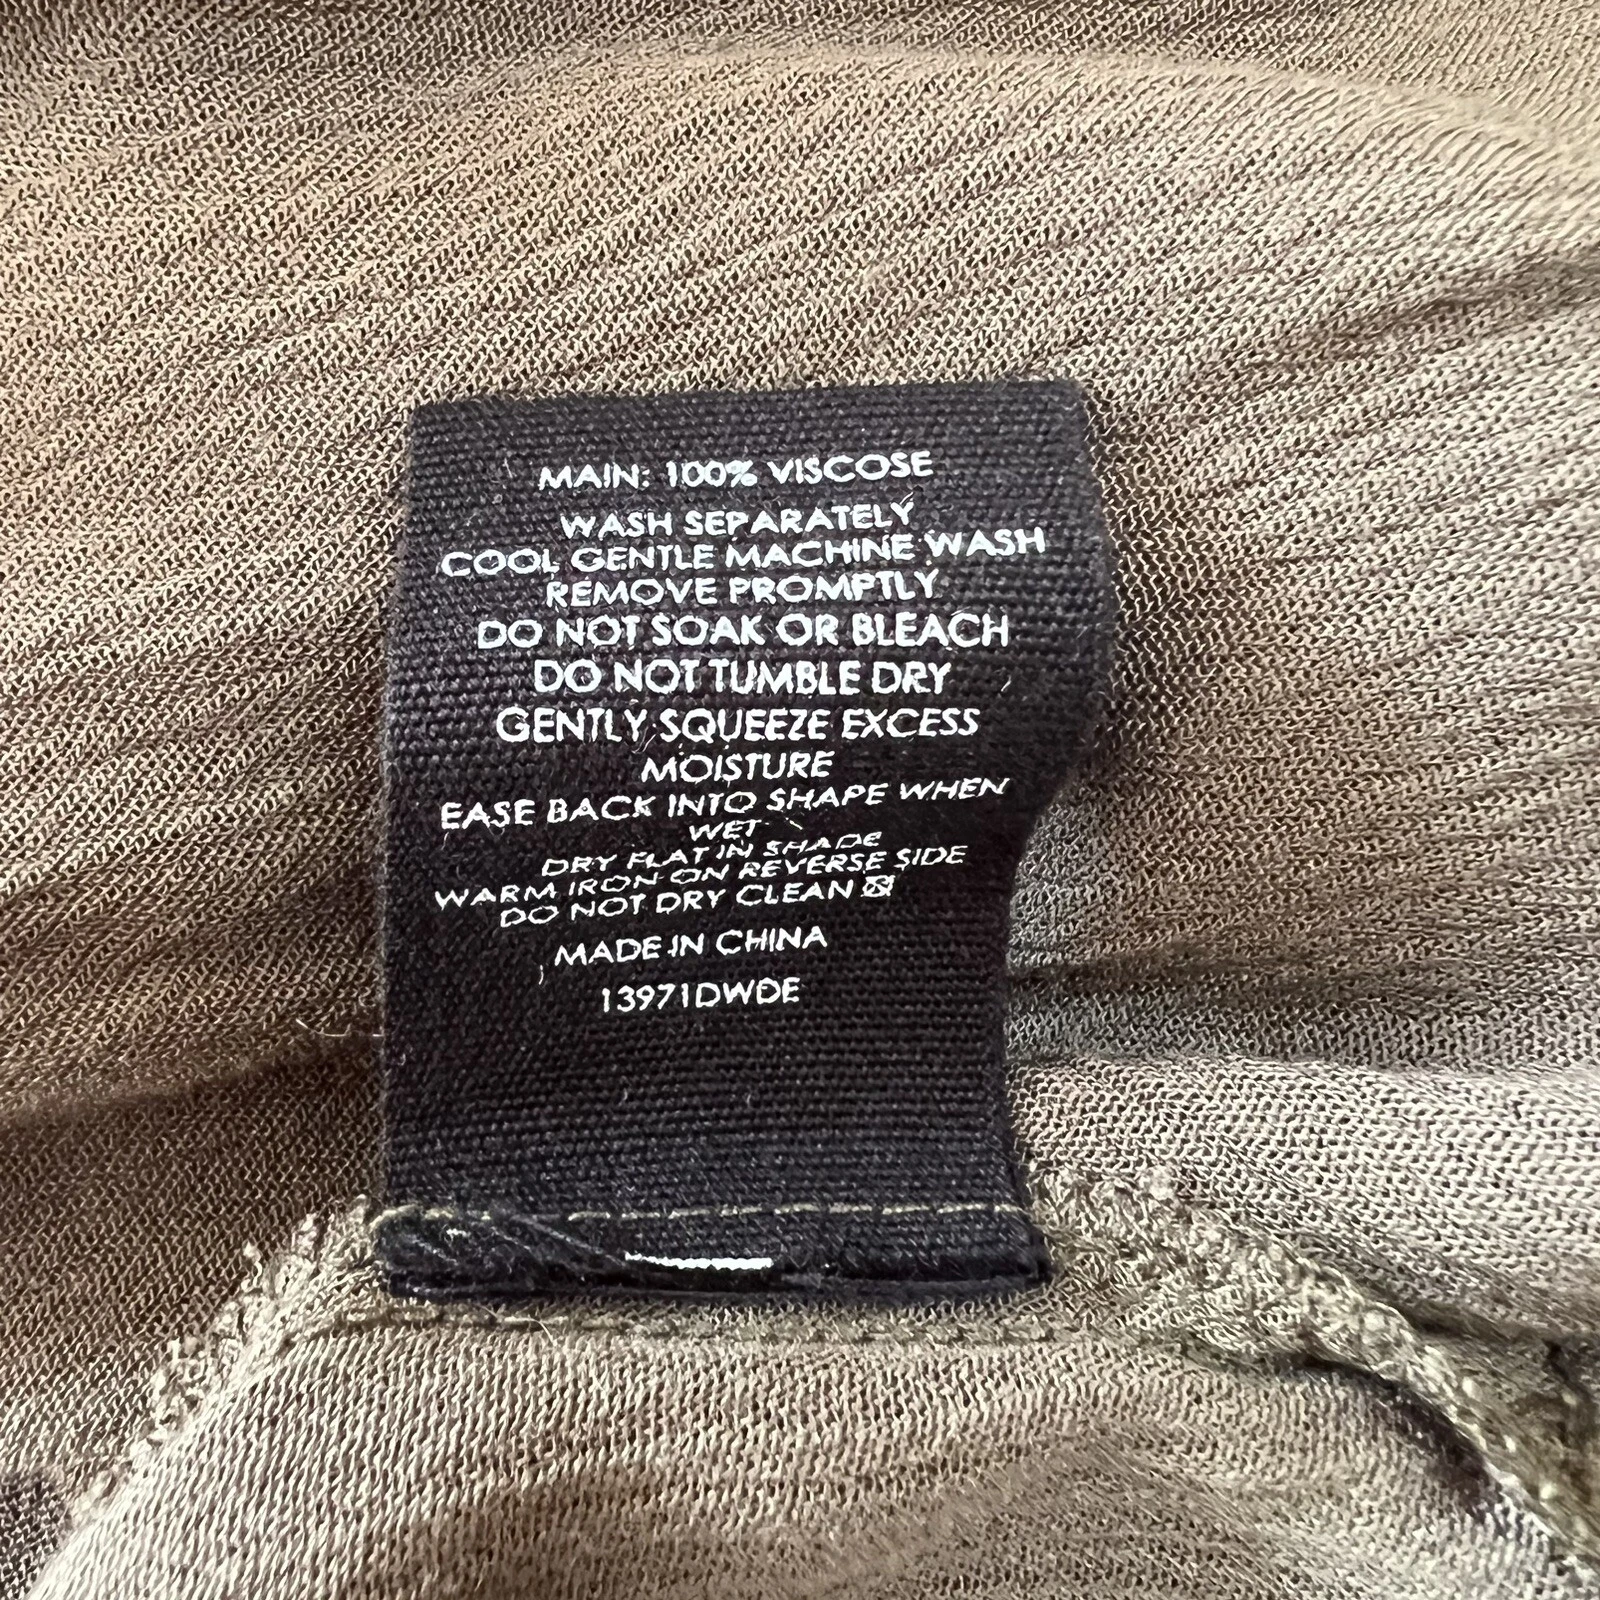 MAIN: 100% VISCOSE
WASH SEPARATELY
COOL GENTLE MACHINE WASH
REMOVE PROMPTLY
DO NOT SOAK OR BLEACH
DO NOT TUMBLE DRY
GENTLY SQUEEZE EXCESS
MOISTURE
EASE BACK INTO SHAPE WHEN
WET
DRY FLAT IN SHADE
WARM IRON ON REVERSE SIDE
DO NOT DRY CLEAN
MADE IN CHINA
13971DWDE